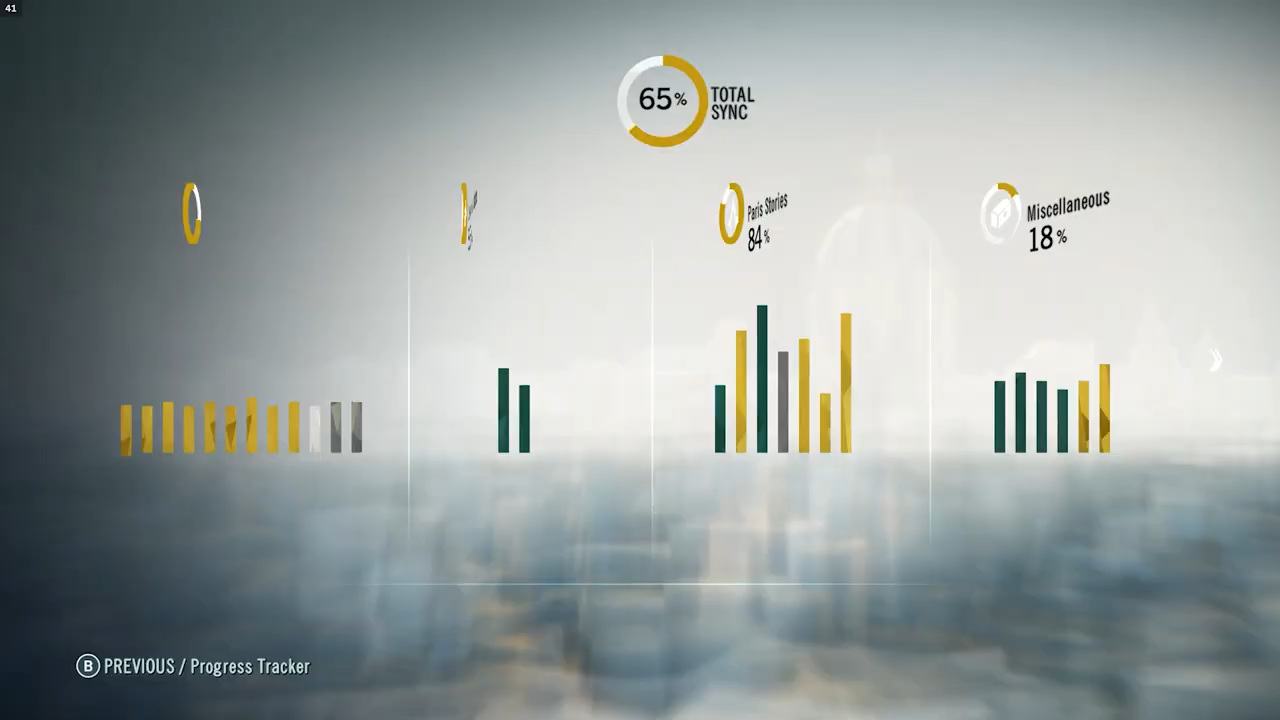 41
65%
TOTAL
SYNC
Paris Stories
84%
Miscellaneous
18%
B PREVIOUS / Progress Tracker